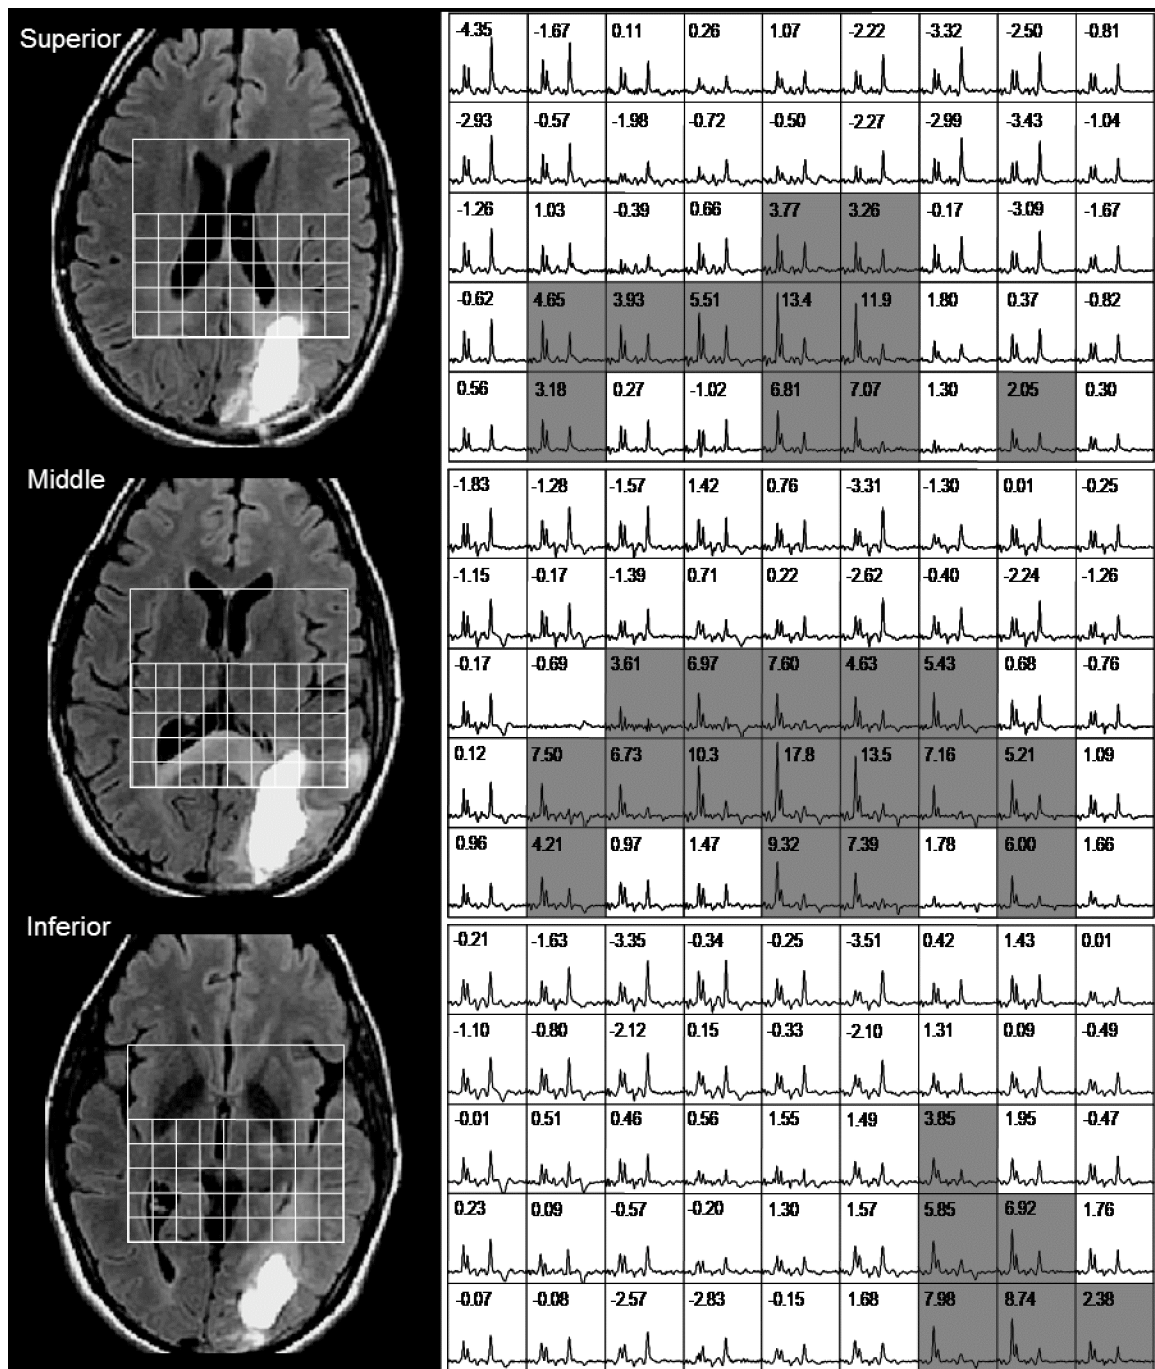 Superior
-4.35 -1.67 0.11 0.26 1.07 -2.22 -3.32 -2.50 -0.81
-2.93 -0.57 -1.98 -0.72 -0.50 -2.27 -2.99 -3.43 -1.04
-1.26 1.03 -0.39 0.66 3.77 3.26 -0.17 -3.09 -1.67
-0.62 4.65 3.93 5.51 13.4 11.9 1.80 0.37 -0.82
0.56 3.18 0.27 -1.02 6.81 7.07 1.30 2.05 0.30
Middle
-1.83 -1.28 -1.57 1.42 0.76 -3.31 -1.30 0.01 -0.25
-1.15 -0.17 -1.39 0.71 0.22 -2.62 -0.40 -2.24 -1.26
-0.17 -0.69 3.61 6.97 7.60 4.63 5.43 0.68 -0.76
0.12 7.50 6.73 10.3 17.8 13.5 7.16 5.21 1.09
0.96 4.21 0.97 1.47 9.32 7.39 1.78 6.00 1.66
Inferior
-0.21 -1.63 -3.35 -0.34 -0.25 -3.51 0.42 1.43 0.01
-1.10 -0.80 -2.12 0.15 -0.33 -2.10 1.31 0.09 -0.49
-0.01 0.51 0.46 0.56 1.55 1.49 3.85 1.95 -0.47
0.23 0.09 -0.57 -0.20 1.30 1.57 5.85 6.92 1.76
-0.07 -0.08 -2.57 -2.83 -0.15 1.68 7.98 8.74 2.38